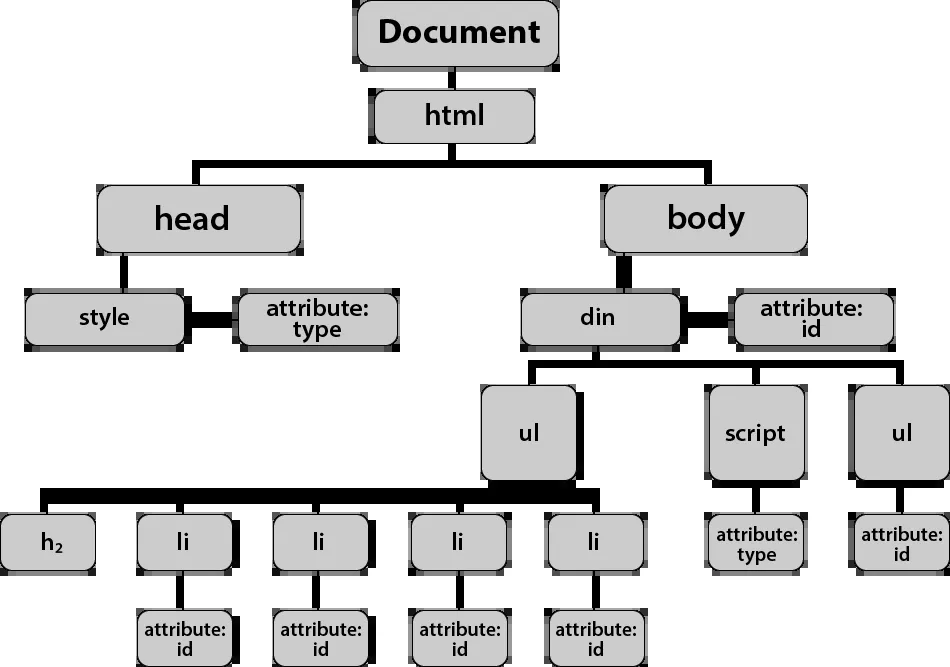 Document
html
head
body
style
attribute:
type
din
attribute:
id
ul
script
ul
h₂
li
li
li
li
attribute:
type
attribute:
id
attribute:
id
attribute:
id
attribute:
id
attribute:
id